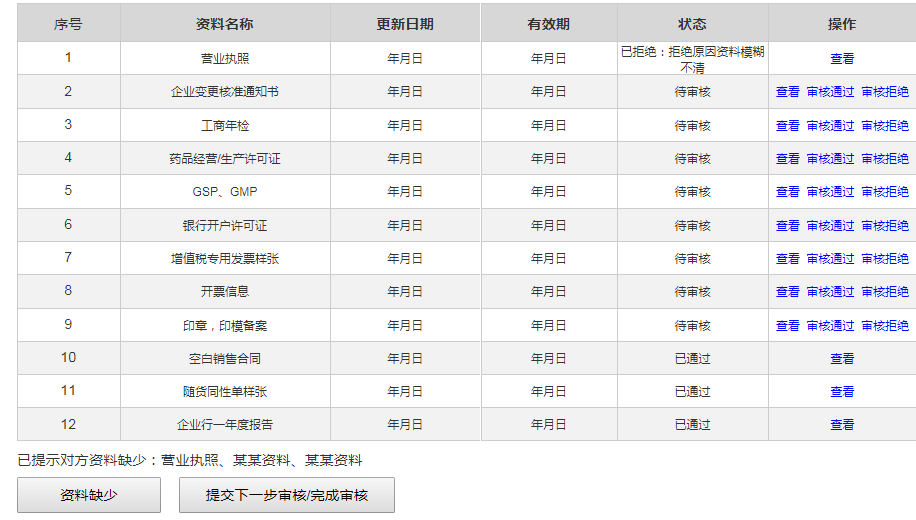 序号 资料名称 更新日期 有效期 状态 操作
1 营业执照 年月日 年月日 已拒绝：拒绝原因资料模糊不清 查看
2 企业变更核准通知书 年月日 年月日 待审核 查看 审核通过 审核拒绝
3 工商年检 年月日 年月日 待审核 查看 审核通过 审核拒绝
4 药品经营/生产许可证 年月日 年月日 待审核 查看 审核通过 审核拒绝
5 GSP、GMP 年月日 年月日 待审核 查看 审核通过 审核拒绝
6 银行开户许可证 年月日 年月日 待审核 查看 审核通过 审核拒绝
7 增值税专用发票样张 年月日 年月日 待审核 查看 审核通过 审核拒绝
8 开票信息 年月日 年月日 待审核 查看 审核通过 审核拒绝
9 印章，印模备案 年月日 年月日 待审核 查看 审核通过 审核拒绝
10 空白销售合同 年月日 年月日 已通过 查看
11 随货同性单样张 年月日 年月日 已通过 查看
12 企业行一年度报告 年月日 年月日 已通过 查看
已提示对方资料缺少：营业执照、某某资料、某某资料
资料缺少 提交下一步审核/完成审核